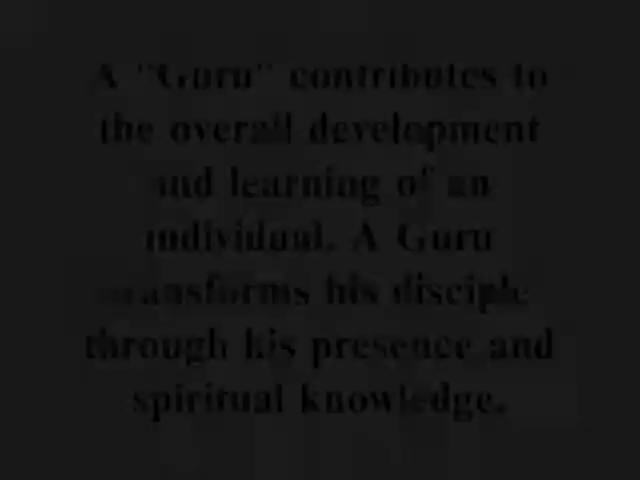 A "Guru" contributes to
the overall development
and learning of an
individual. A Guru
transforms his disciple
through his presence and
spiritual knowledge.